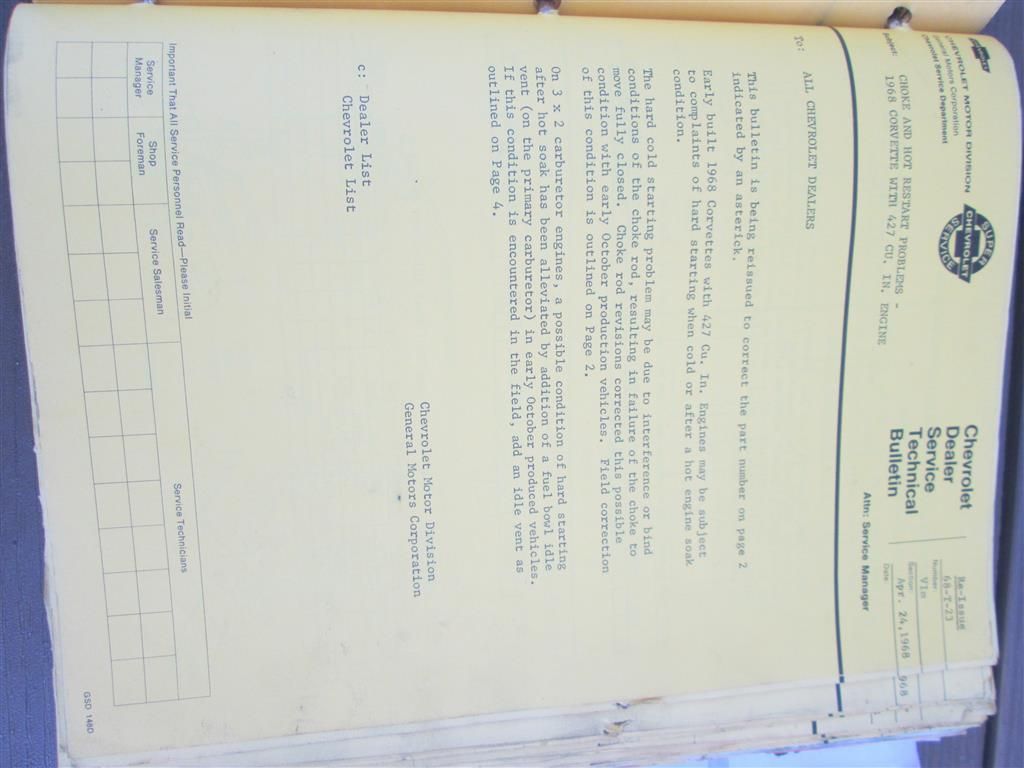 CHEVROLET MOTOR DIVISION
General Motors Corporation
Chevrolet Service Department
SUPER
CHEVROLET
SERVICE
Chevrolet
Dealer
Service
Technical
Bulletin
Re-Issue
Number: 68-T-23
Section: VIm
Date: Apr. 24,1968
968
Subject: CHOKE AND HOT RESTART PROBLEMS -
1968 CORVETTE WITH 427 CU. IN. ENGINE
Attn: Service Manager
To: ALL CHEVROLET DEALERS
This bulletin is being reissued to correct the part number on page 2
indicated by an asterick.
Early built 1968 Corvettes with 427 Cu. In. Engines may be subject
to complaints of hard starting when cold or after a hot engine soak
condition.
The hard cold starting problem may be due to interference or bind
conditions of the choke rod, resulting in failure of the choke to
move fully closed. Choke rod revisions corrected this possible
condition with early October production vehicles. Field correction
of this condition is outlined on Page 2.
On 3 x 2 carburetor engines, a possible condition of hard starting
after hot soak has been alleviated by addition of a fuel bowl idle
vent (on the primary carburetor) in early October produced vehicles.
If this condition is encountered in the field, add an idle vent as
outlined on Page 4.
Chevrolet Motor Division
General Motors Corporation
c: Dealer List
Chevrolet List
Important That All Service Personnel Read—Please Initial
Service Manager
Shop Foreman
Service Salesman
Service Technicians
GSD 148D